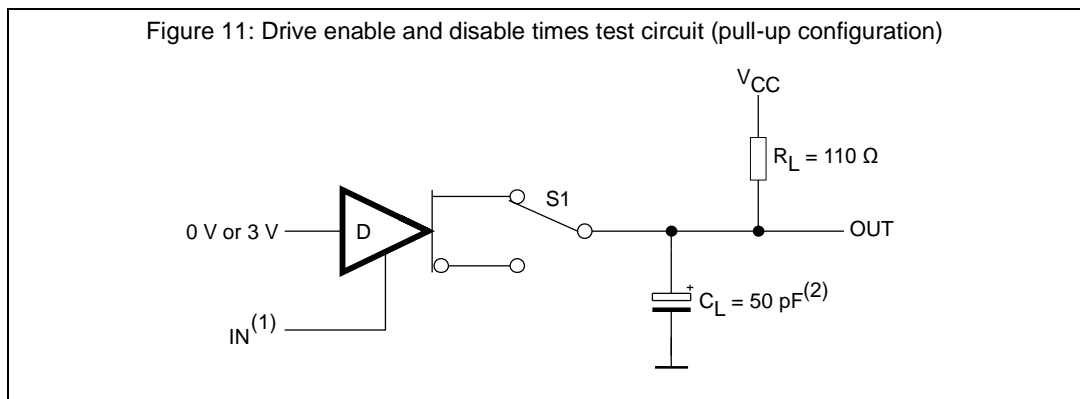 Figure 11: Drive enable and disable times test circuit (pull-up configuration)
VCC
RL = 110 Ω
S1
0 V or 3 V
D
OUT
+
CL = 50 pF(2)
IN(1)